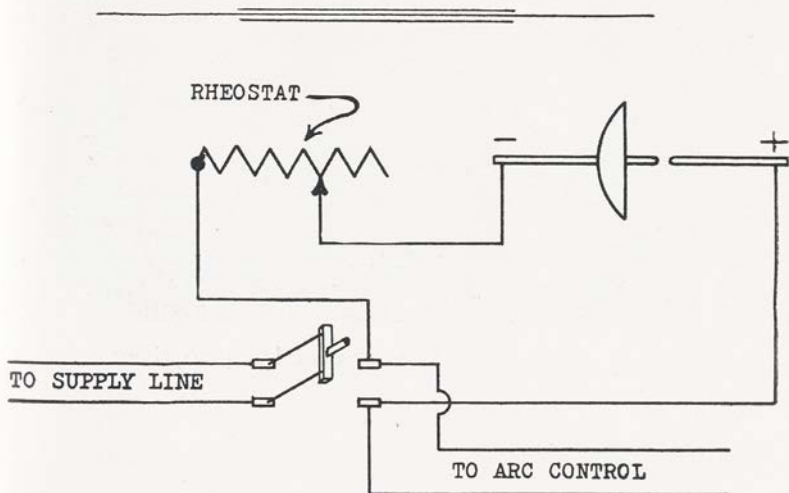 RHEOSTAT
- +
TO SUPPLY LINE
TO ARC CONTROL